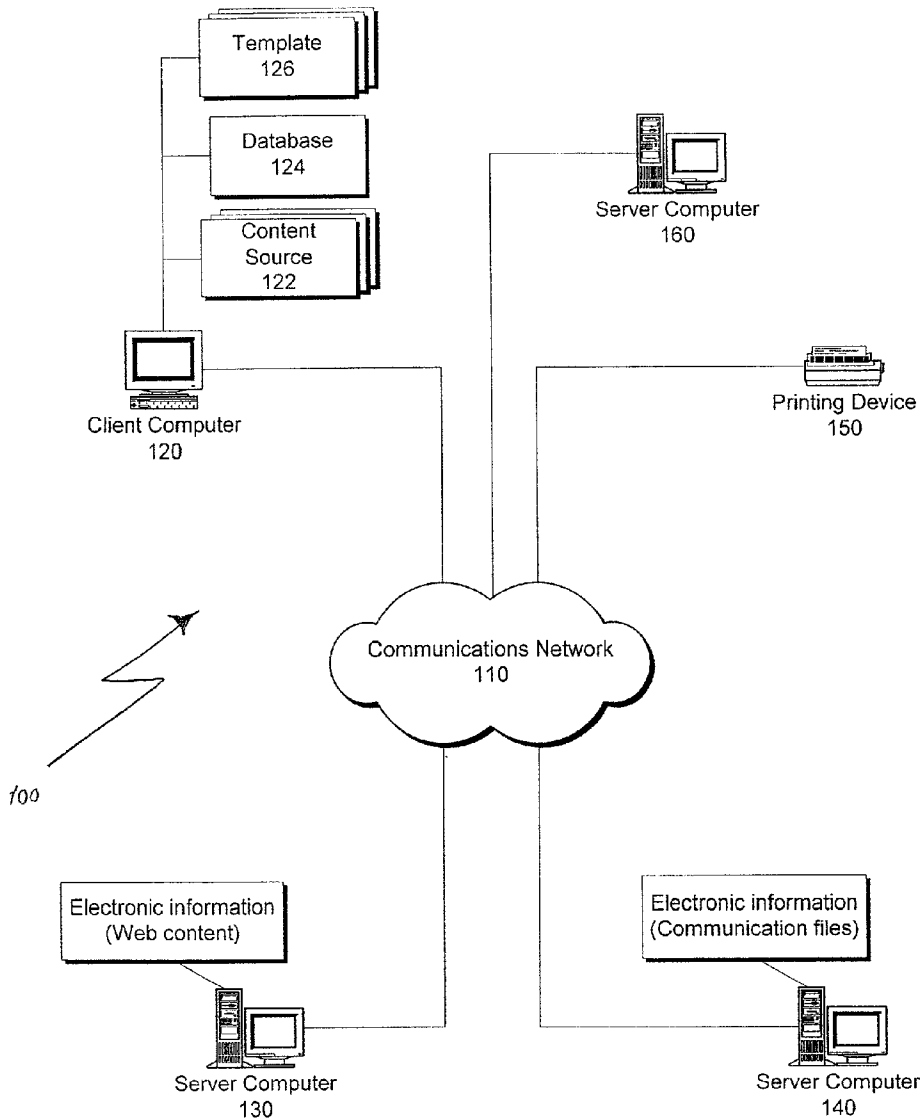 Template
126
Database
124
Content
Source
122
Client Computer
120
Server Computer
160
Printing Device
150
Communications Network
110
100
Electronic information
(Web content)
Server Computer
130
Electronic information
(Communication files)
Server Computer
140